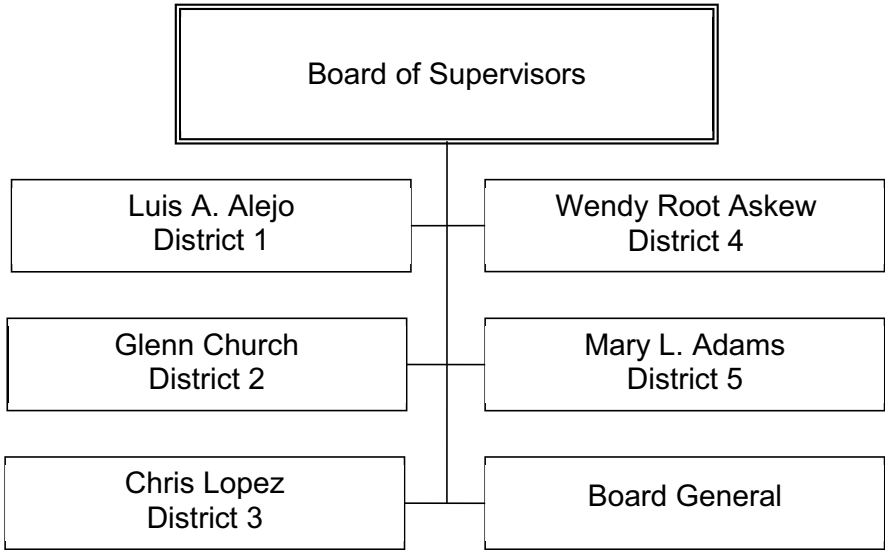 Board of Supervisors
Luis A. Alejo
District 1
Wendy Root Askew
District 4
Glenn Church
District 2
Mary L. Adams
District 5
Chris Lopez
District 3
Board General